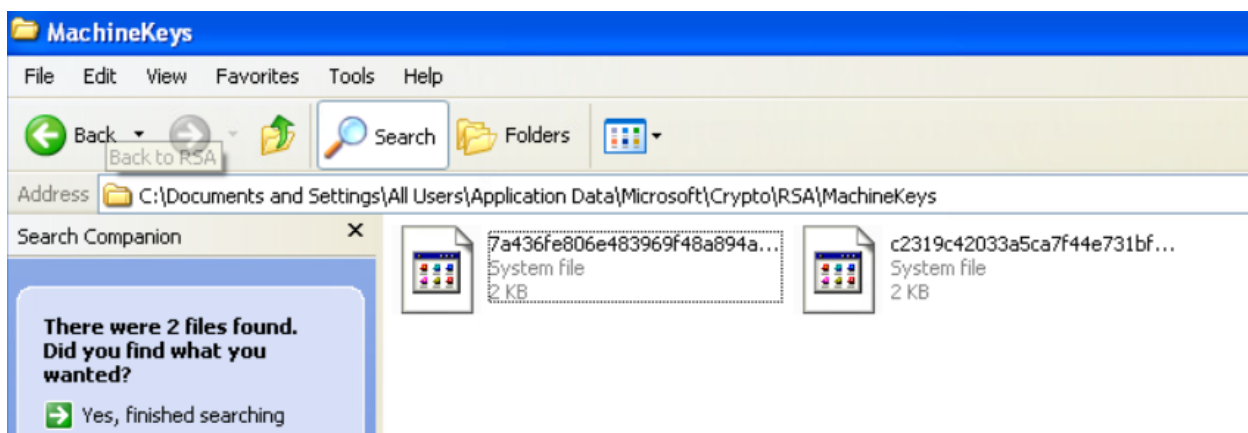 MachineKeys
File Edit View Favorites Tools Help
Back Search Folders
Back to RSA
Address C:\Documents and Settings\All Users\Application Data\Microsoft\Crypto\RSA\MachineKeys
Search Companion
7a436fe806e483969f48a894a...
System file
2 KB
c2319c42033a5ca7f44e731bf...
System file
2 KB
There were 2 files found.
Did you find what you
wanted?
Yes, finished searching